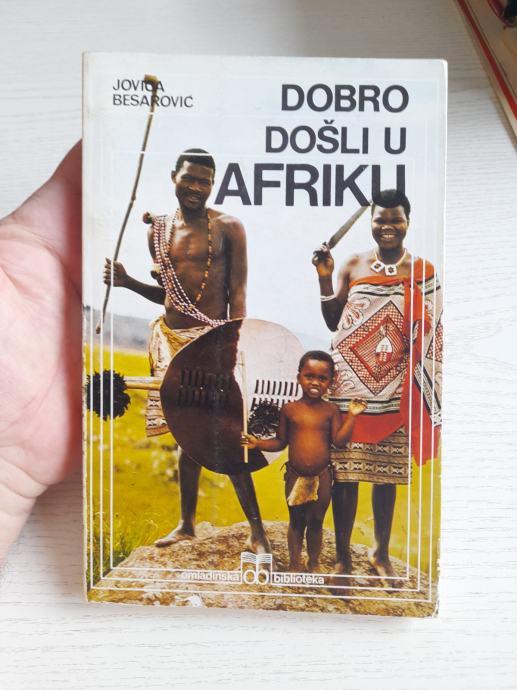 JOVICA
BESAROVIĆ
DOBRO
DOŠLI U
AFRIKU
omladinska biblioteka